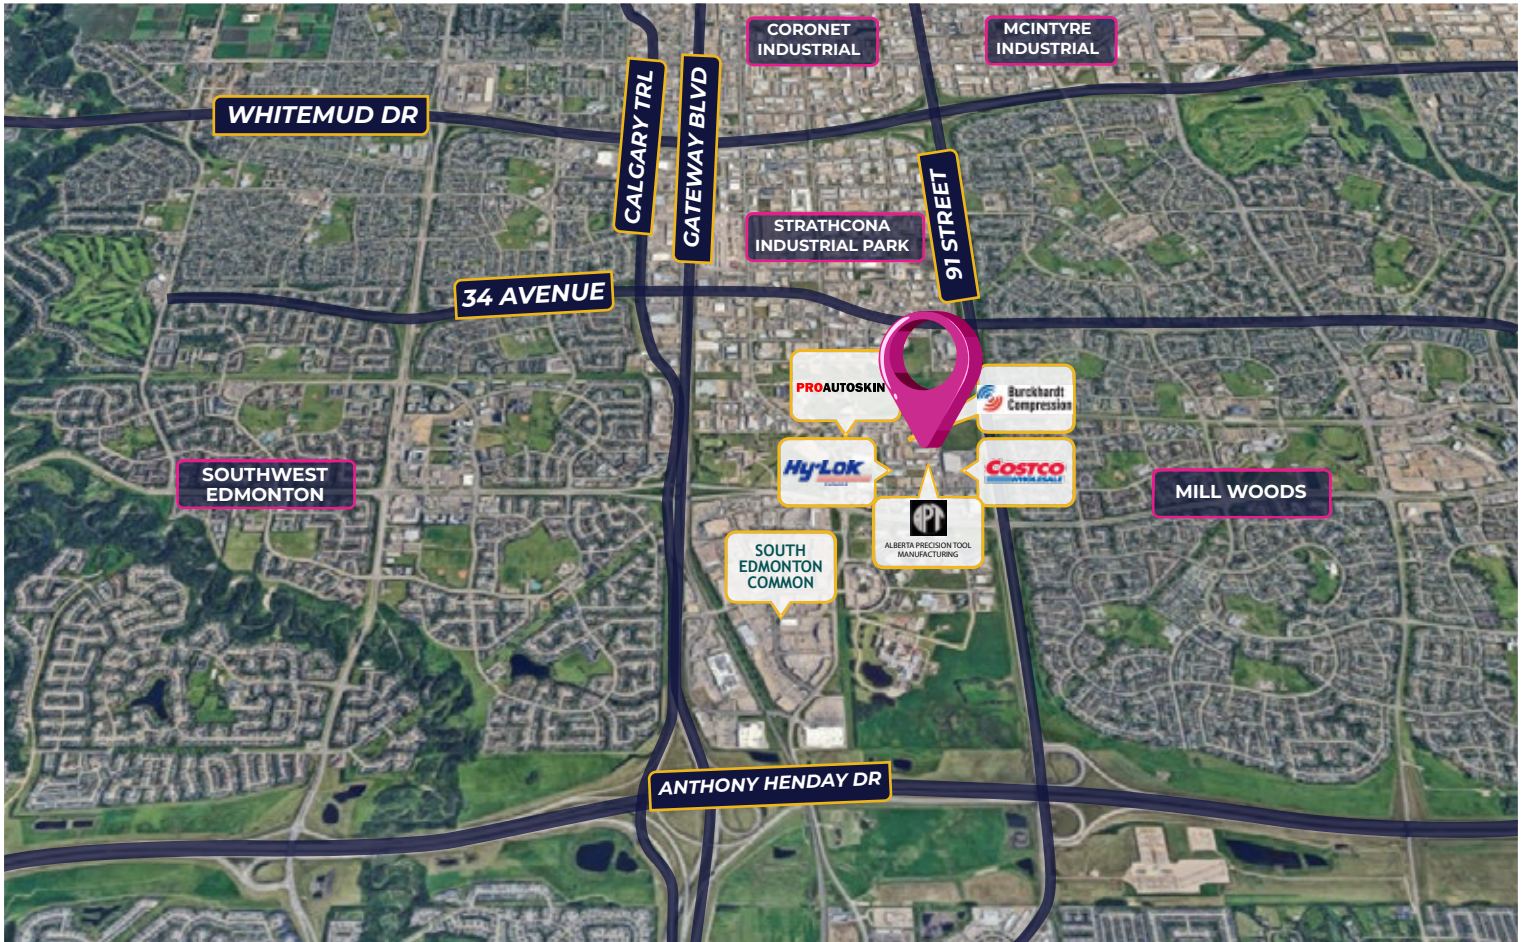 CORONET
INDUSTRIAL
MCINTYRE
INDUSTRIAL
WHITEMUD DR
CALGARY TRL
GATEWAY BLVD
91 STREET
STRATHCONA
INDUSTRIAL PARK
34 AVENUE
PROAUTOSKIN
Burckhardt
Compression
Hy-Lok
COSTCO
WHOLESALE
SOUTHWEST
EDMONTON
MILL WOODS
APT
ALBERTA PRECISION TOOL
MANUFACTURING
SOUTH
EDMONTON
COMMON
ANTHONY HENDAY DR